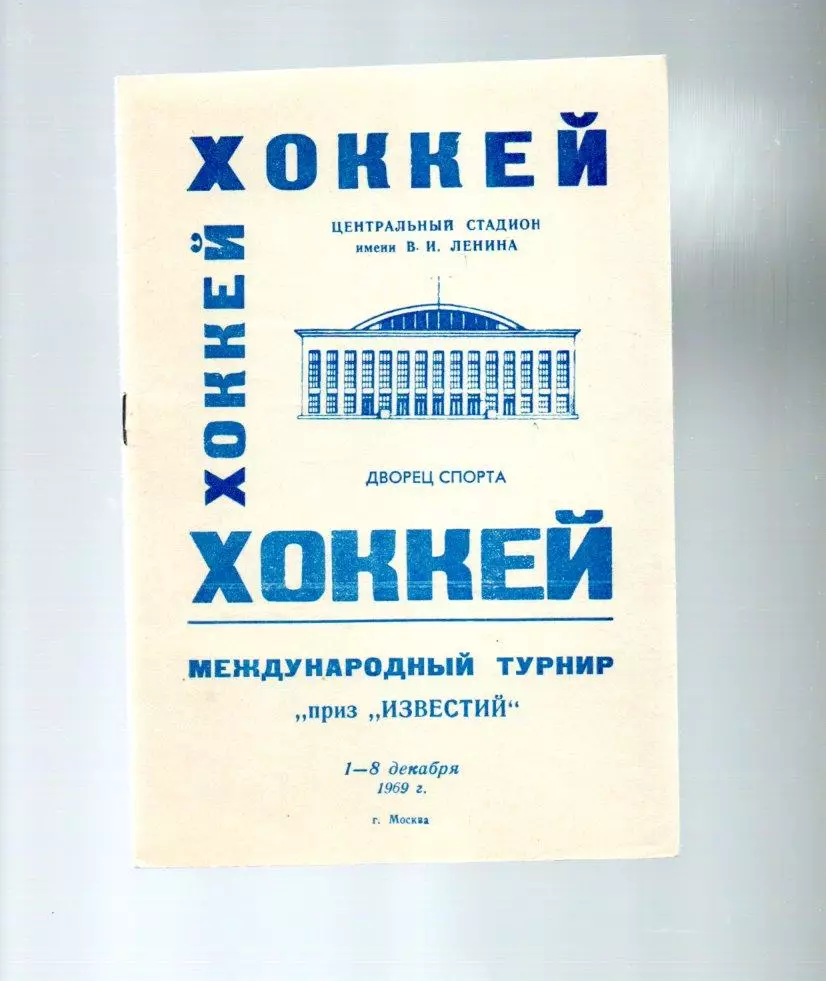 ХОККЕЙ
ХОККЕЙ
ЦЕНТРАЛЬНЫЙ СТАДИОН
имени В. И. ЛЕНИНА
ДВОРЕЦ СПОРТА
ХОККЕЙ
МЕЖДУНАРОДНЫЙ ТУРНИР
„приз „ИЗВЕСТИЙ“
1—8 декабря
1969 г.
г. Москва